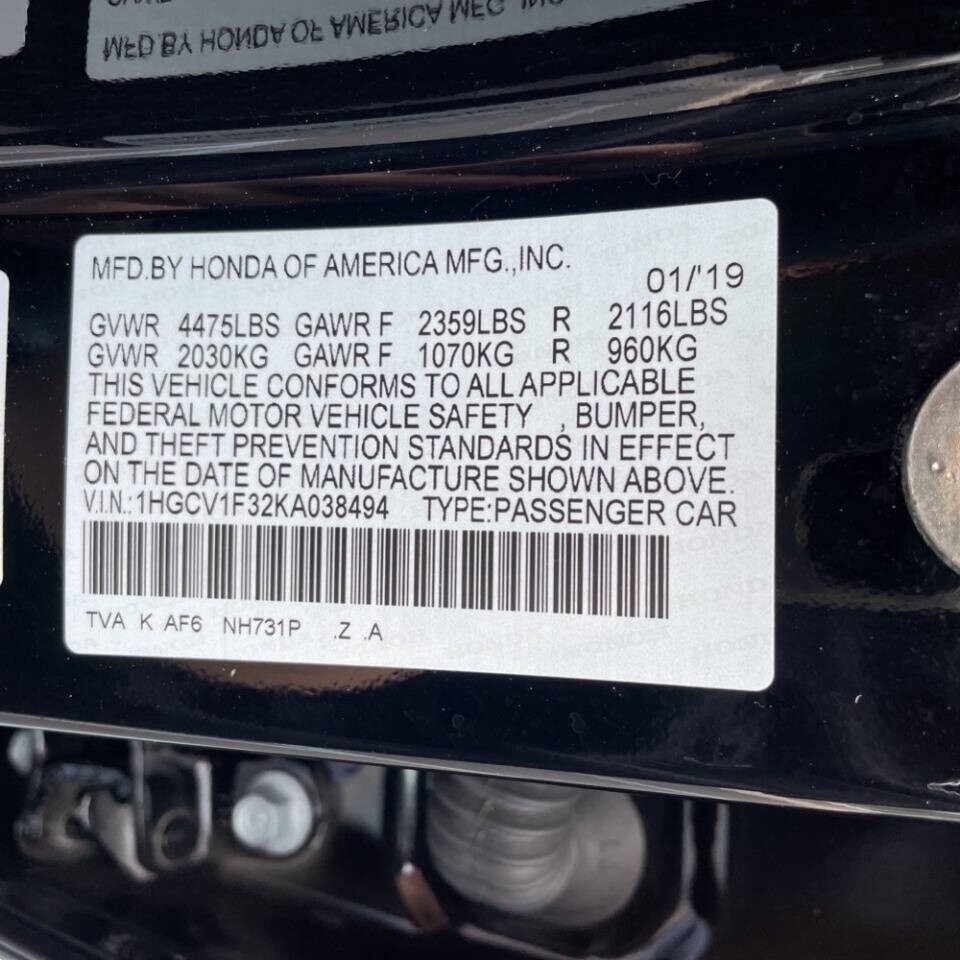 MFD.BY HONDA OF AMERICA MFG. INC
MFD.BY HONDA OF AMERICA MFG.,INC.
01/'19
GVWR 4475LBS GAWR F 2359LBS R 2116LBS
GVWR 2030KG GAWR F 1070KG R 960KG
THIS VEHICLE CONFORMS TO ALL APPLICABLE
FEDERAL MOTOR VEHICLE SAFETY , BUMPER,
AND THEFT PREVENTION STANDARDS IN EFFECT
ON THE DATE OF MANUFACTURE SHOWN ABOVE.
V.I.N.:1HGCV1F32KA038494 TYPE:PASSENGER CAR
TVA K AF6 NH731P .Z .A